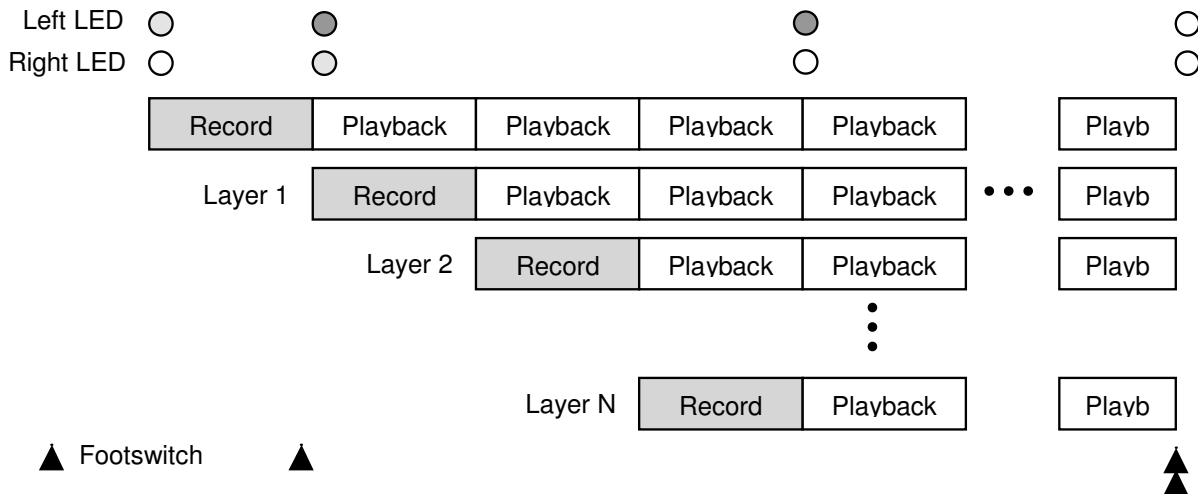 Left LED
Right LED
Record Playback Playback Playback Playback Playb
Layer 1 Record Playback Playback Playback Playb
Layer 2 Record Playback Playback Playb
Layer N Record Playback Playb
Footswitch